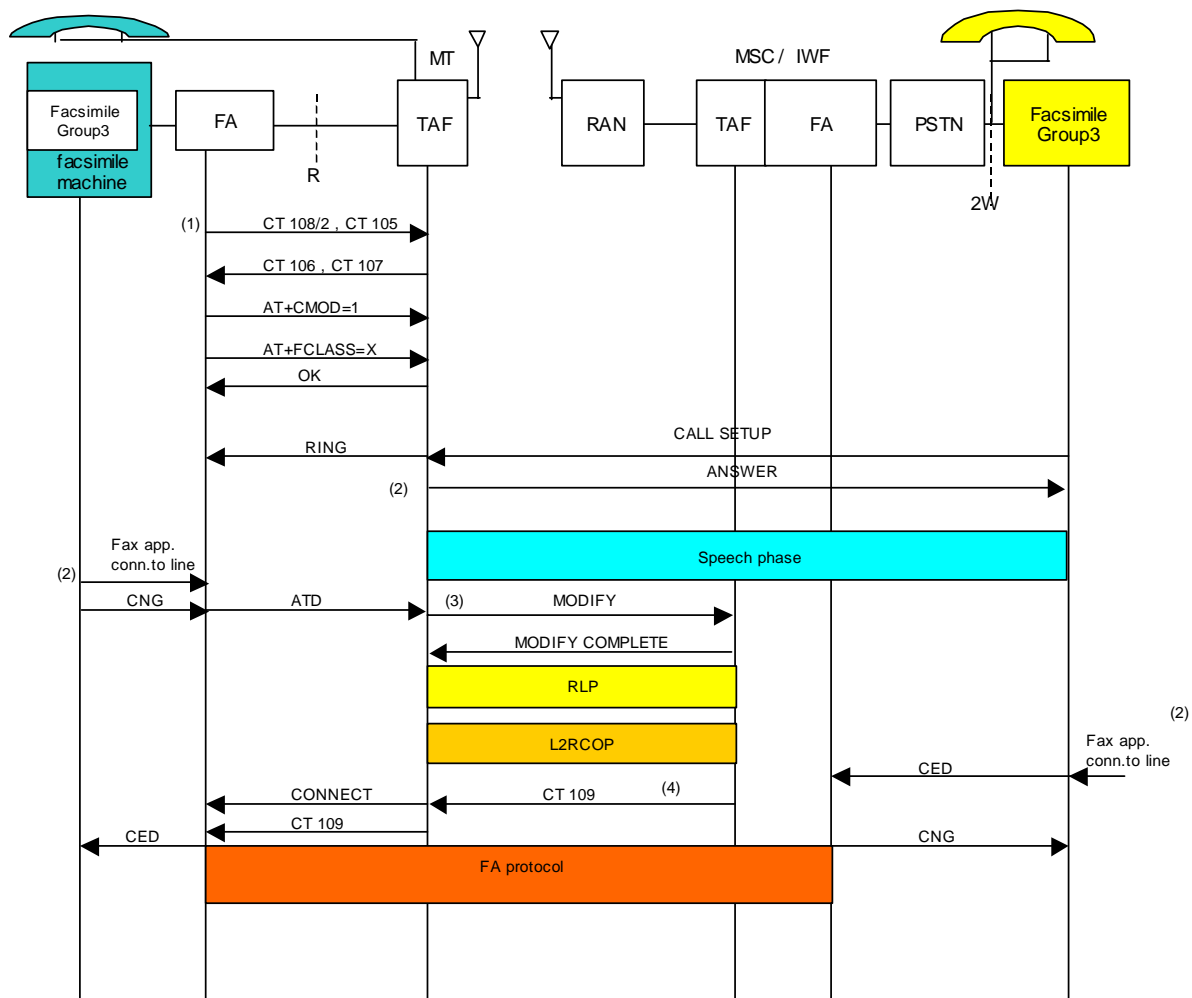 MT
MSC / IWF
Facsimile
Group3
facsimile
machine
FA
R
TAF
RAN
TAF
FA
PSTN
2W
Facsimile
Group3
(1)
CT 108/2 , CT 105
CT 106 , CT 107
AT+CMOD=1
AT+FCLASS=X
OK
CALL SETUP
RING
ANSWER
(2)
Speech phase
Fax app.
conn.to line
(2)
CNG
ATD
(3)
MODIFY
MODIFY COMPLETE
RLP
L2RCOP
(2)
Fax app.
conn.to line
CED
CONNECT
CT 109
(4)
CT 109
CED
CNG
FA protocol